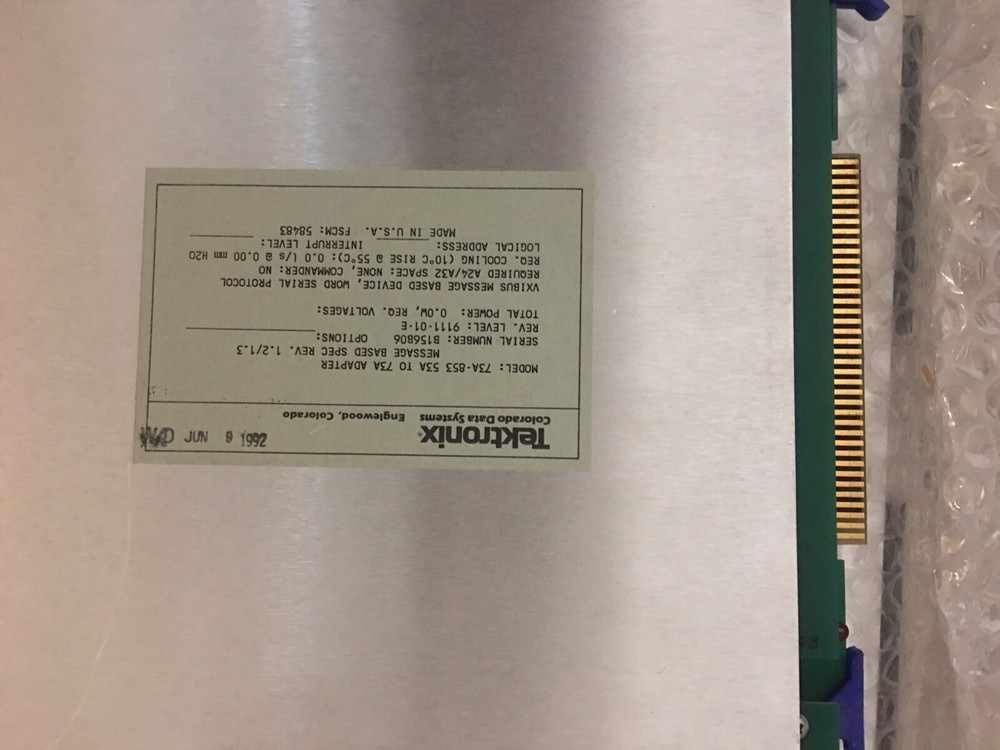 Tektronix
Colorado Data Systems Englewood, Colorado
JUN 9 1992
MODEL: 73A-853 53A TO 73A ADAPTER
MESSAGE BASED SPEC REV. 1.2/1.3
SERIAL NUMBER: B156806 OPTIONS:
REV. LEVEL: 9111-01-E
TOTAL POWER: 0.0W, REQ. VOLTAGES:
VXIBUS MESSAGE BASED DEVICE, WORD SERIAL PROTOCOL
REQUIRED A24/A32 SPACE: NONE, COMMANDER: NO
REQ. COOLING (10°C RISE @ 55°C): 0.0 l/s @ 0.00 mm H2O
LOGICAL ADDRESS: INTERRUPT LEVEL:
MADE IN U.S.A. FSCM: 58483